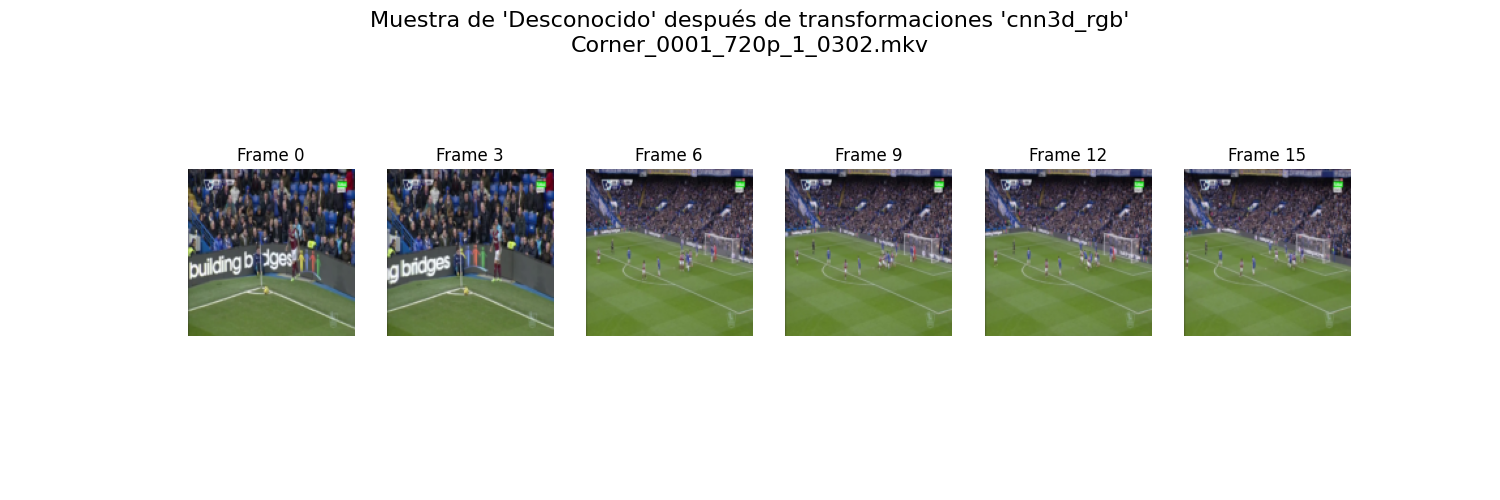 Muestra de 'Desconocido' después de transformaciones 'cnn3d_rgb'
Corner_0001_720p_1_0302.mkv
Frame 0
Frame 3
Frame 6
Frame 9
Frame 12
Frame 15
building b dges
g bridges